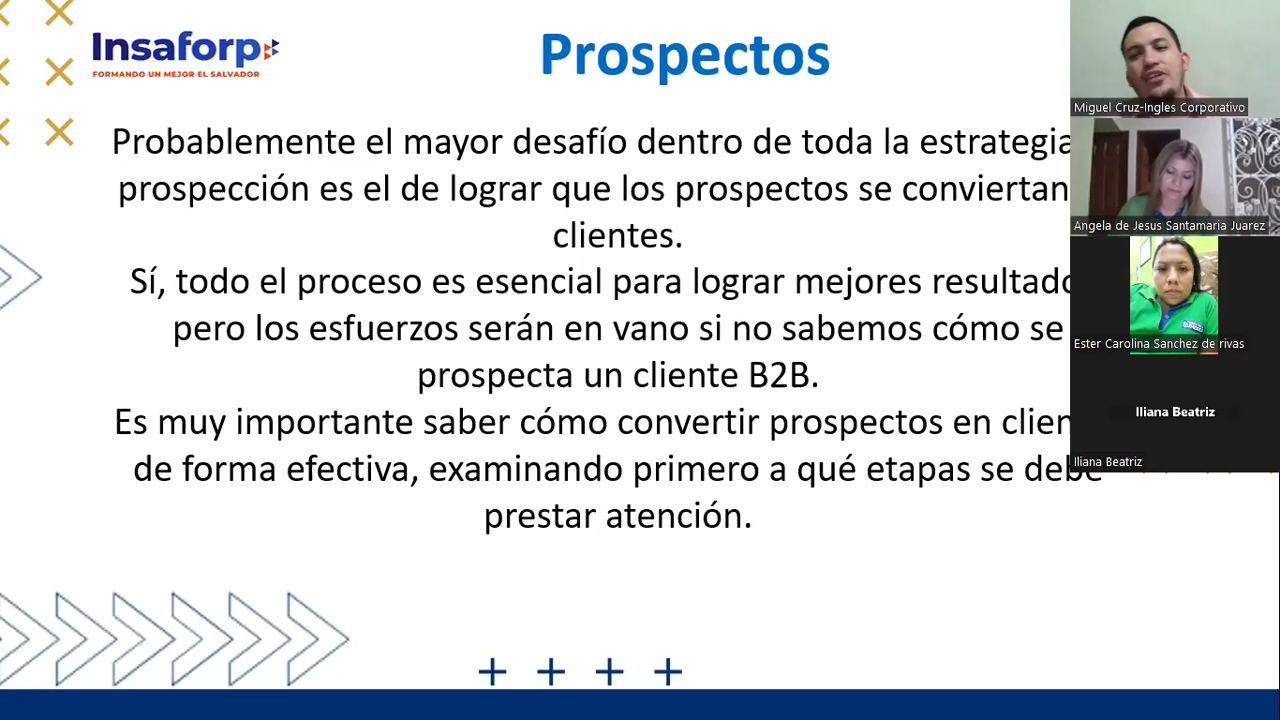 Insaforp
FORMANDO UN MEJOR EL SALVADOR
Prospectos
Probablemente el mayor desafío dentro de toda la estrategia
prospección es el de lograr que los prospectos se conviertan
clientes.
Sí, todo el proceso es esencial para lograr mejores resultado
pero los esfuerzos serán en vano si no sabemos cómo se
prospecta un cliente B2B.
Es muy importante saber cómo convertir prospectos en clien
de forma efectiva, examinando primero a qué etapas se debe
prestar atención.
Miguel Cruz-Ingles Corporativo
Angela de Jesus Santamaria Juarez
Ester Carolina Sanchez de rivas
Iliana Beatriz
Iliana Beatriz